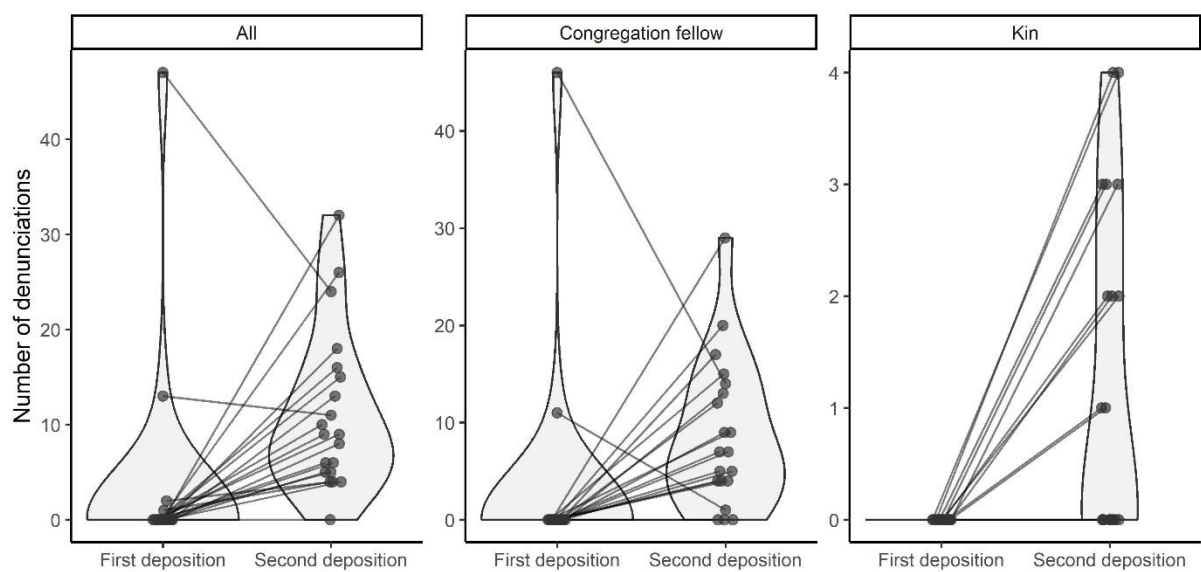 All
Congregation fellow
Kin
Number of denunciations
40
30
20
10
0
40
30
20
10
0
4
3
2
1
0
First deposition Second deposition
First deposition Second deposition
First deposition Second deposition